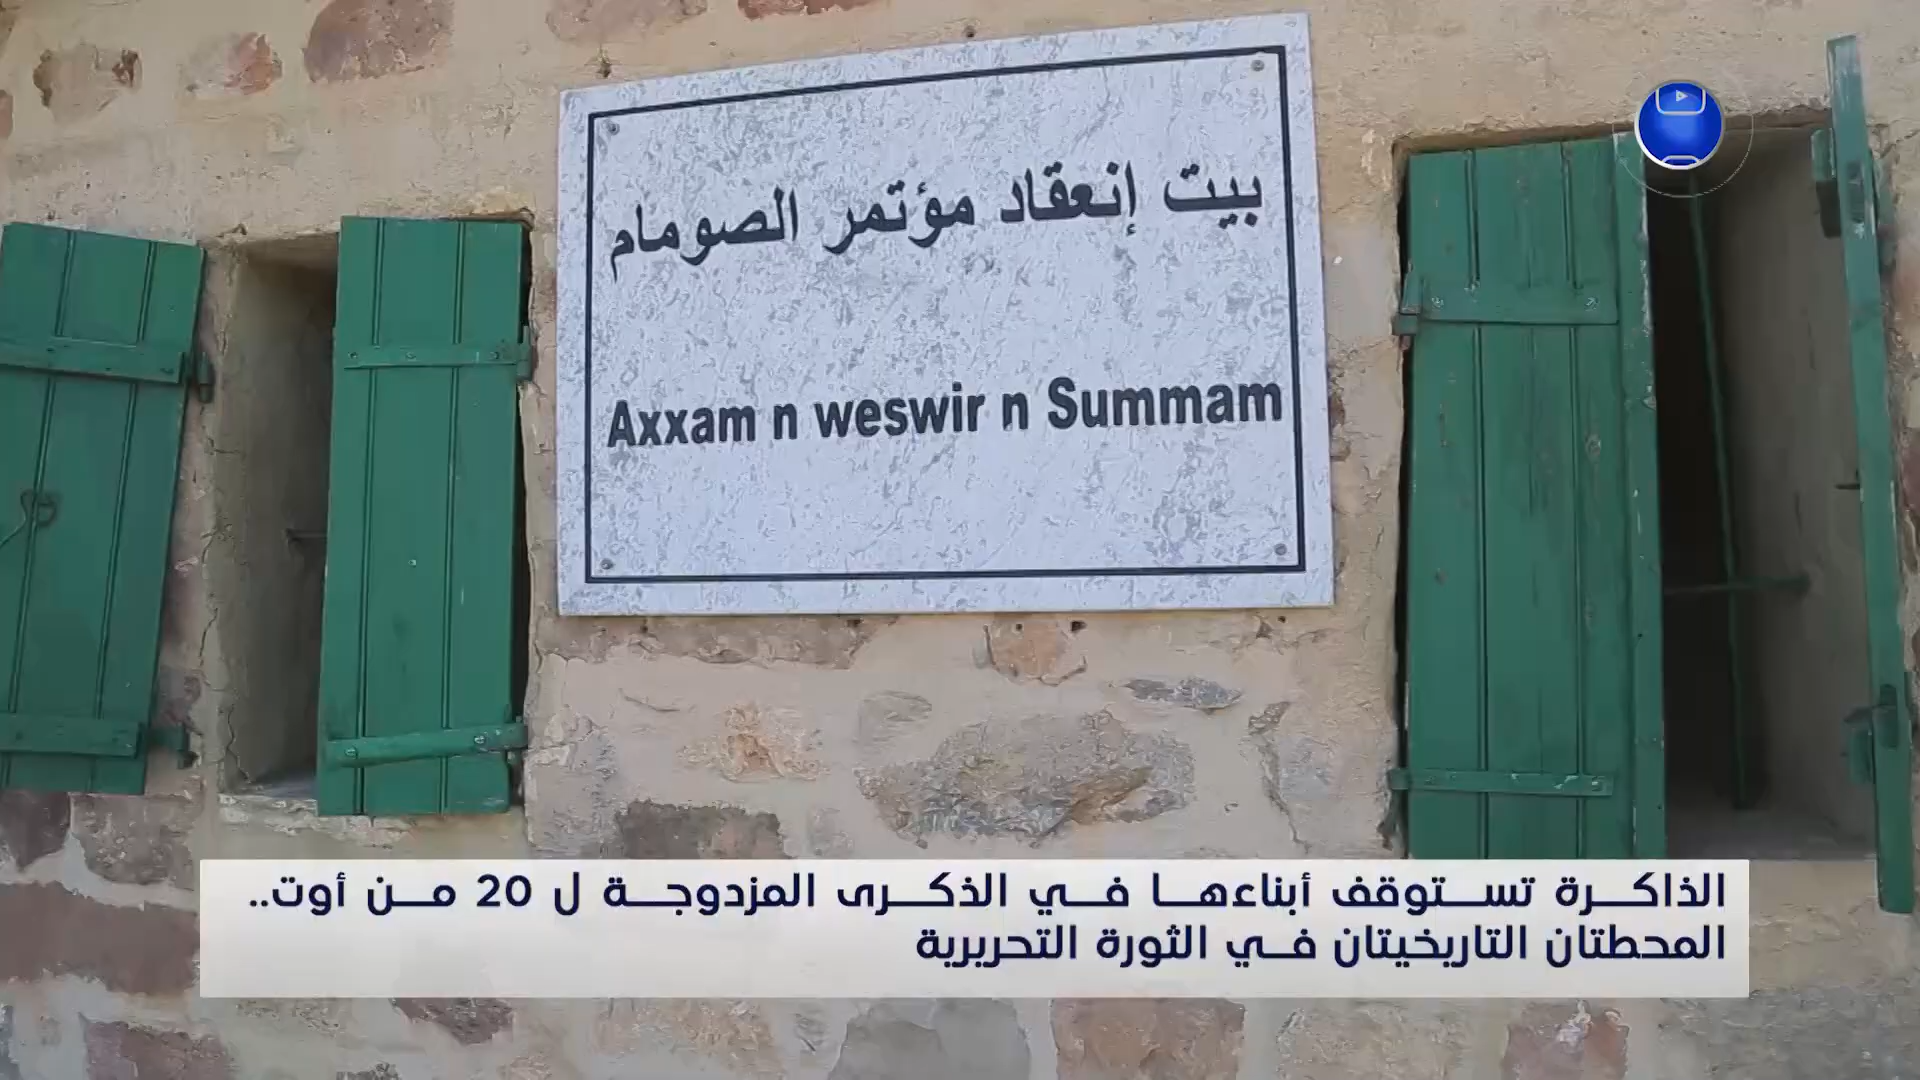 بيت إنعقاد مؤتمر الصومام
Axxam n weswir n Summam
الذاكرة تستوقف أبناءها في الذكرى المزدوجة ل 20 من أوت..
المحطتان التاريخيتان في الثورة التحريرية